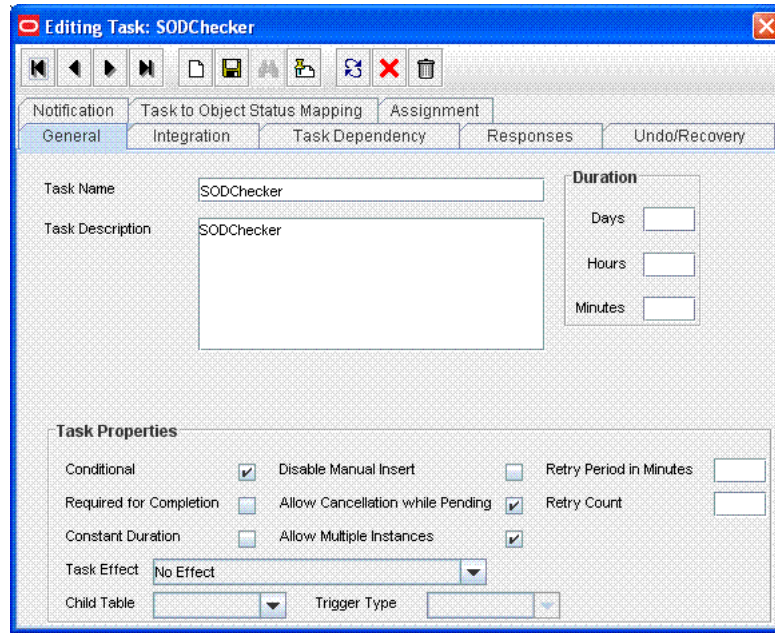 Editing Task: SODChecker
Notification Task to Object Status Mapping Assignment
General Integration Task Dependency Responses Undo/Recovery
Task Name SODChecker
Duration
Task Description SODChecker
Days
Hours
Minutes
Task Properties
Conditional Disable Manual Insert Retry Period in Minutes
Required for Completion Allow Cancellation while Pending Retry Count
Constant Duration Allow Multiple Instances
Task Effect No Effect
Child Table Trigger Type